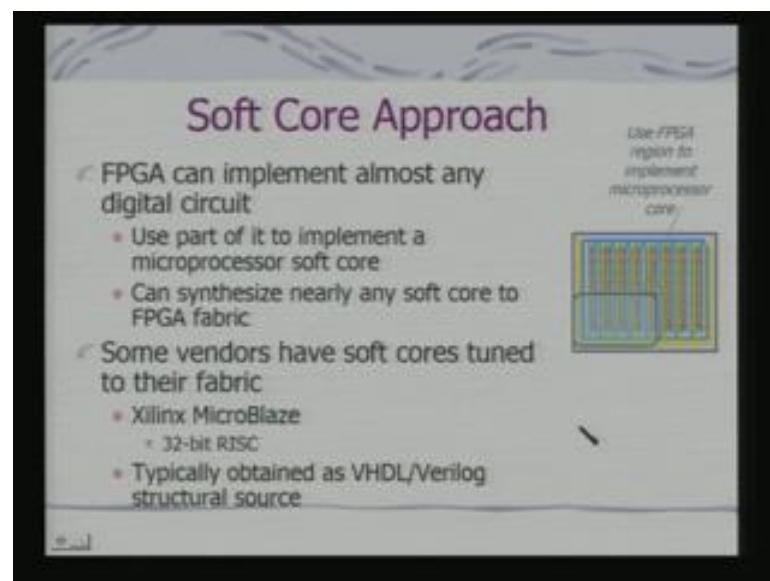 Soft Core Approach
Use FPGA
region to
implement
microprocessor
core
FPGA can implement almost any
digital circuit
Use part of it to implement a
microprocessor soft core
Can synthesize nearly any soft core to
FPGA fabric
Some vendors have soft cores tuned
to their fabric
Xilinx MicroBlaze
32-bit RISC
Typically obtained as VHDL/Verilog
structural source